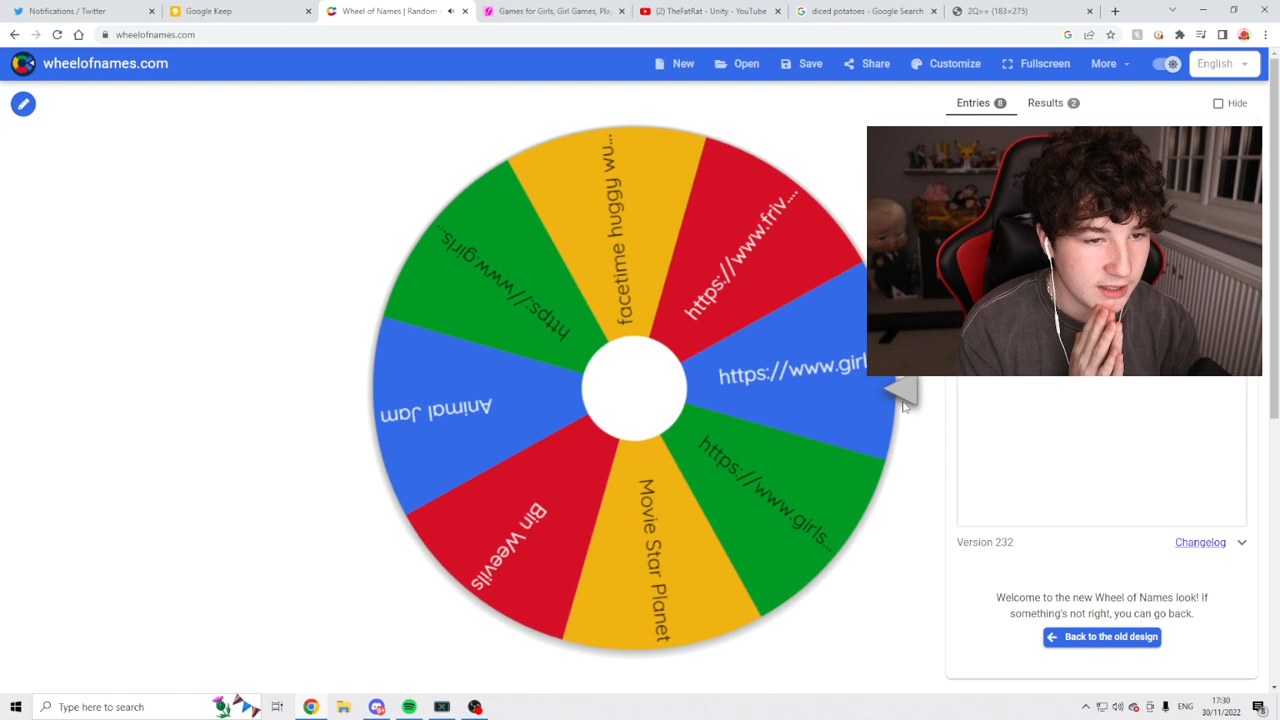 Notifications / Twitter
Google Keep
Wheel of Names | Random
Games for Girls, Girl Games, Pla
(2) TheFatRat - Unity - YouTube
diced potatoes - Google Search
2Q== (183×275)
wheelofnames.com
wheelofnames.com
New
Open
Save
Share
Customize
Fullscreen
More
English
Entries 8
Results 2
Hide
facetime huggy wu...
https://www.friv....
https://www.girl
https://www.girls...
Movie Star Planet
Bin Weevils
Animal Jam
https://www.girls...
Version 232
Changelog
Welcome to the new Wheel of Names look! If
something's not right, you can go back.
Back to the old design
Type here to search
ENG
17:30
30/11/2022